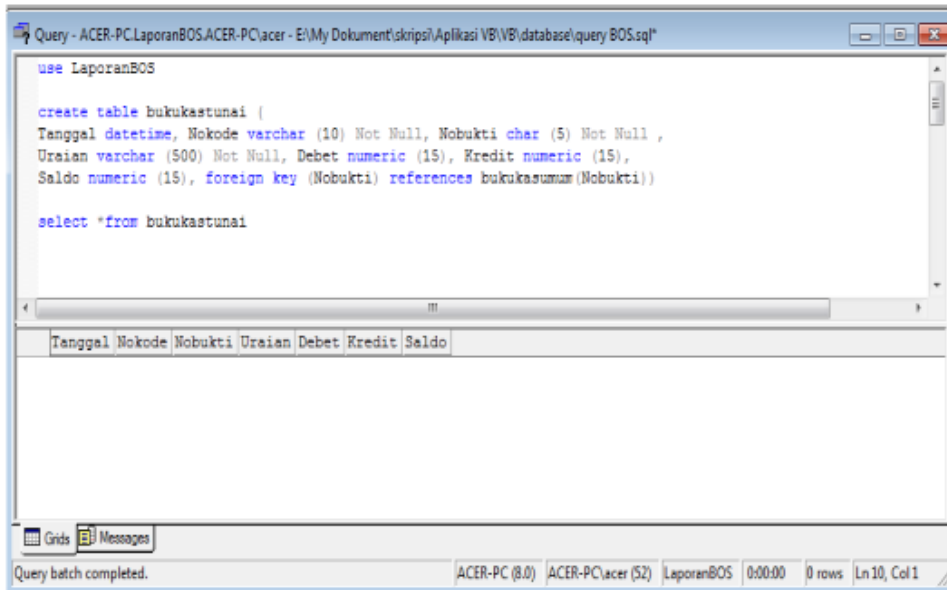 Query - ACER-PC.LaporanBOS.ACER-PC\acer - E:\My Dokument\skripsi\Aplikasi VB\VB\database\query BOS.sql*
use LaporanBOS
create table bukukastunai (
Tanggal datetime, Nokode varchar (10) Not Null, Nobukti char (5) Not Null ,
Uraian varchar (500) Not Null, Debet numeric (15), Kredit numeric (15),
Saldo numeric (15), foreign key (Nobukti) references bukukasumum(Nobukti))
select *from bukukastunai
Tanggal Nokode Nobukti Uraian Debet Kredit Saldo
Grids Messages
Query batch completed. ACER-PC (8.0) ACER-PC\acer (52) LaporanBOS 0:00:00 0 rows Ln 10, Col 1